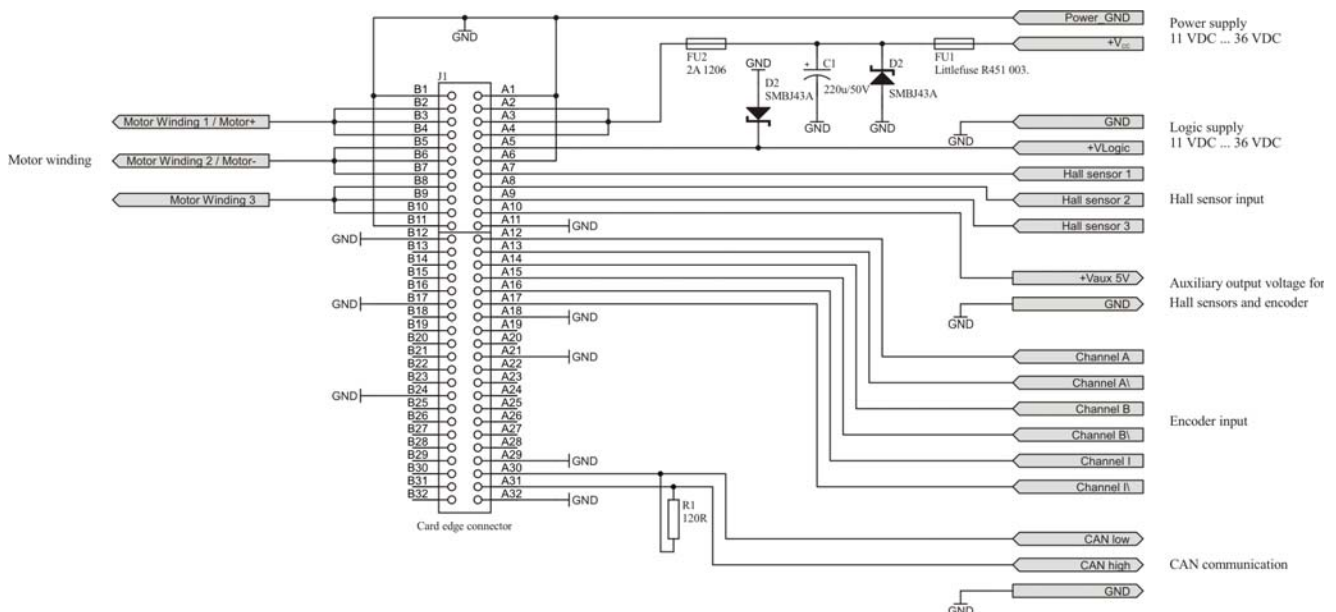 Power_GND
Power supply
11 VDC ... 36 VDC
GND
+Vcc
FU2
2A 1206
C1
220u/50V
D2
SMBJ43A
FU1
Littlefuse R451 003.
GND
D2
SMBJ43A
GND
GND
J1
B1 A1
B2 A2
B3 A3
B4 A4
B5 A5
B6 A6
B7 A7
B8 A8
B9 A9
B10 A10
B11 A11
B12 A12
B13 A13
B14 A14
B15 A15
B16 A16
B17 A17
B18 A18
B19 A19
B20 A20
B21 A21
B22 A22
B23 A23
B24 A24
B25 A25
B26 A26
B27 A27
B28 A28
B29 A29
B30 A30
B31 A31
B32 A32
Card edge connector
Motor winding
Motor Winding 1 / Motor+
Motor Winding 2 / Motor-
Motor Winding 3
GND
GND
GND
GND
GND
GND
GND
GND
R1
120R
GND
GND
+VLogic
Logic supply
11 VDC ... 36 VDC
Hall sensor 1
Hall sensor 2
Hall sensor 3
Hall sensor input
+Vaux 5V
GND
GND
Auxiliary output voltage for
Hall sensors and encoder
Channel A
Channel A\
Channel B
Channel B\
Channel I
Channel I\
Encoder input
CAN low
CAN high
GND
GND
CAN communication